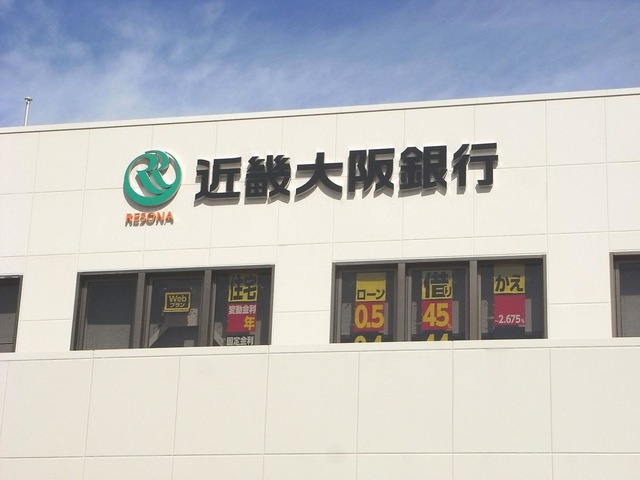 近畿大阪銀行
RESONA
Web
プラン
住宅
変動金利
年
固定金利
ローン
0.5
借り
45
かえ
~2.675%